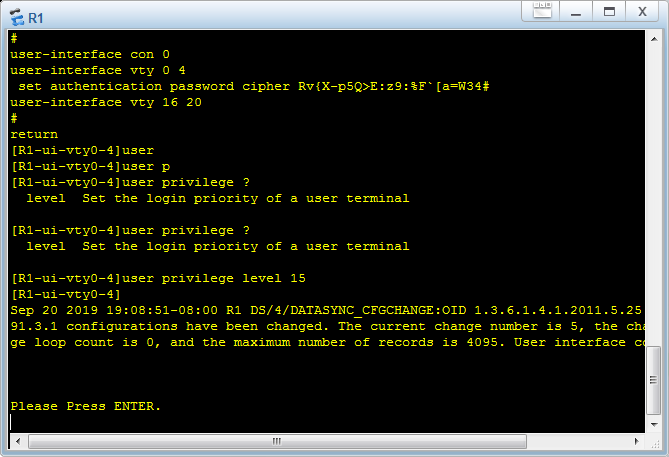 R1
#
user-interface con 0
user-interface vty 0 4
 set authentication password cipher Rv{X-p5Q>E:z9:%F`[a=W34#
user-interface vty 16 20
#
return
[R1-ui-vty0-4]user
[R1-ui-vty0-4]user p
[R1-ui-vty0-4]user privilege ?
  level  Set the login priority of a user terminal
[R1-ui-vty0-4]user privilege ?
  level  Set the login priority of a user terminal
[R1-ui-vty0-4]user privilege level 15
[R1-ui-vty0-4]
Sep 20 2019 19:08:51-08:00 R1 DS/4/DATASYNC_CFGCHANGE:OID 1.3.6.1.4.1.2011.5.25
91.3.1 configurations have been changed. The current change number is 5, the cha
ge loop count is 0, and the maximum number of records is 4095. User interface co
Please Press ENTER.